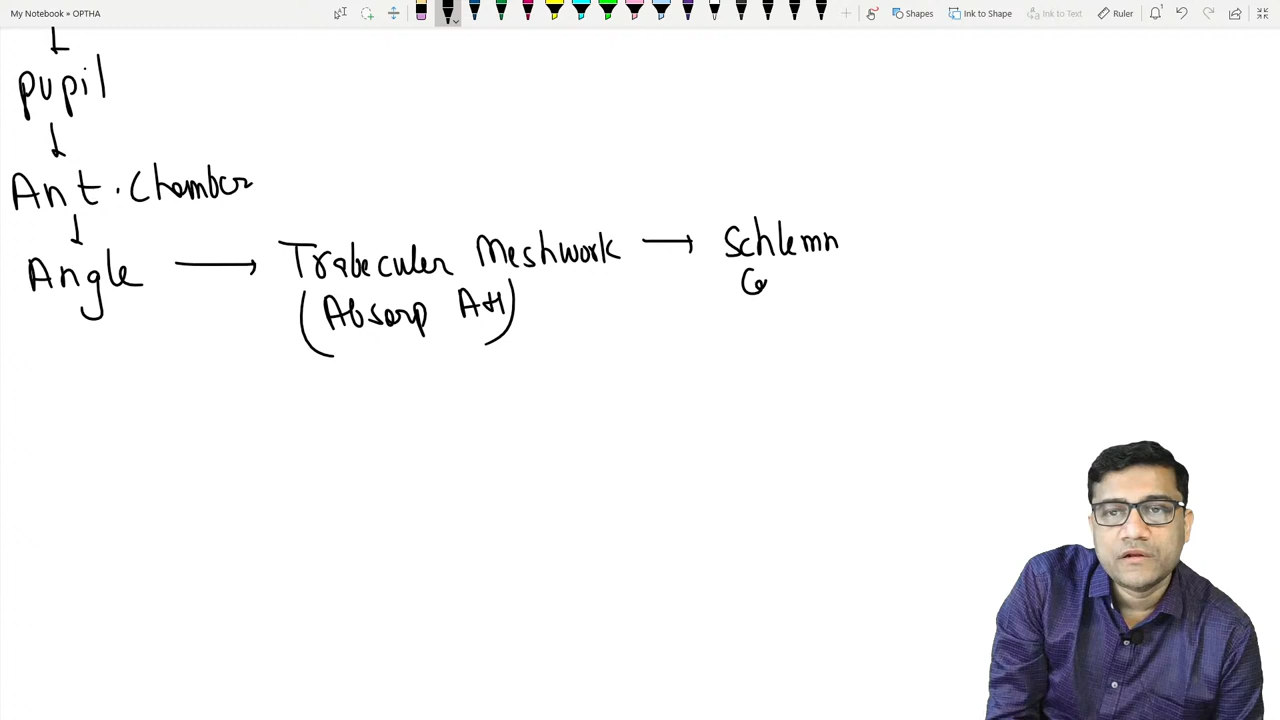 My Notebook » OPTHA
Shapes
Ink to Shape
Ink to Text
Ruler
pupil
Ant. Chamber
Angle → Trabecular Meshwork → Schlemn
(Absorp AH)